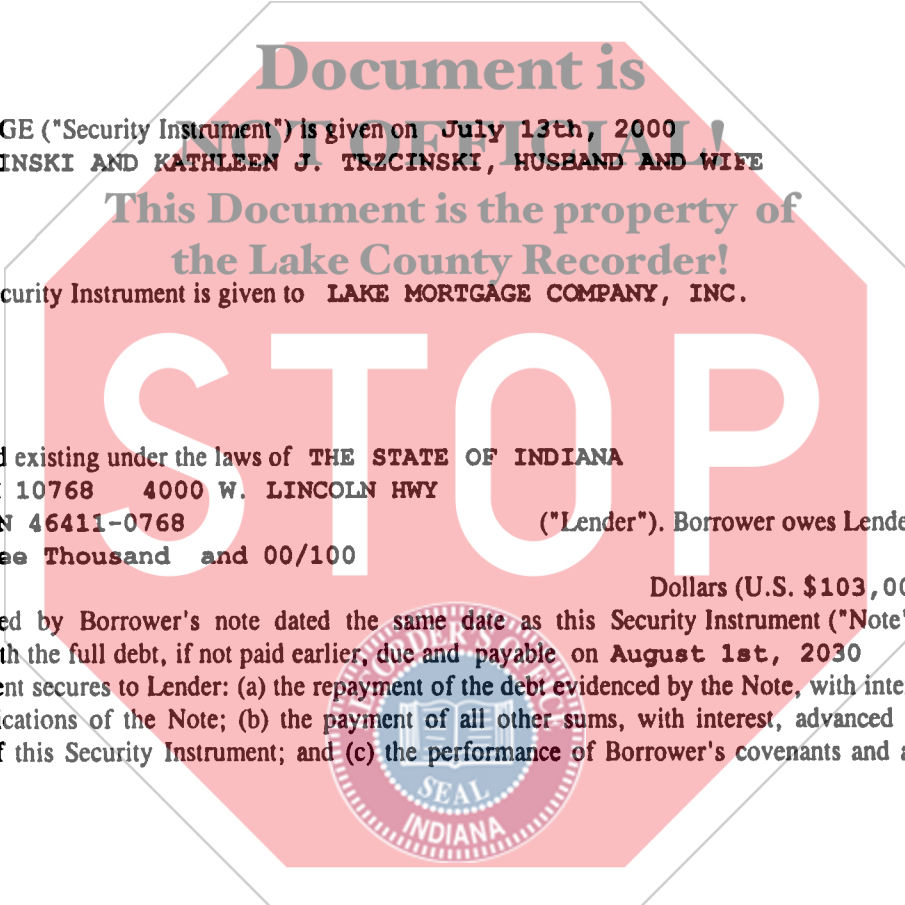 Document is
GE ("Security Instrument") is given on July 13th, 2000
NOT OFFICIAL!
INSKI AND KATHLEEN J. TRZCINSKI, HUSBAND AND WIFE
This Document is the property of
the Lake County Recorder!
curity Instrument is given to LAKE MORTGAGE COMPANY, INC.
STOP
d existing under the laws of THE STATE OF INDIANA
10768 4000 W. LINCOLN HWY
N 46411-0768 ("Lender"). Borrower owes Lende
ee Thousand and 00/100
Dollars (U.S. $103,00
ed by Borrower's note dated the same date as this Security Instrument ("Note"
th the full debt, if not paid earlier, due and payable on August 1st, 2030
ent secures to Lender: (a) the repayment of the debt evidenced by the Note, with inte
ications of the Note; (b) the payment of all other sums, with interest, advanced
f this Security Instrument; and (c) the performance of Borrower's covenants and a
SEAL
INDIANA